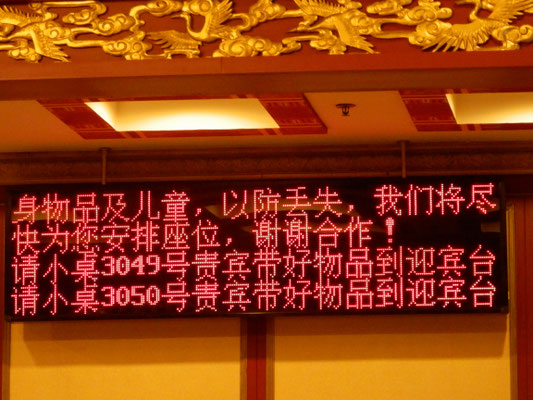 身物品及儿童，以防丢失，我们将尽
快为您安排座位，谢谢合作！
请小桌3049号贵宾带好物品到迎宾台
请小桌3050号贵宾带好物品到迎宾台